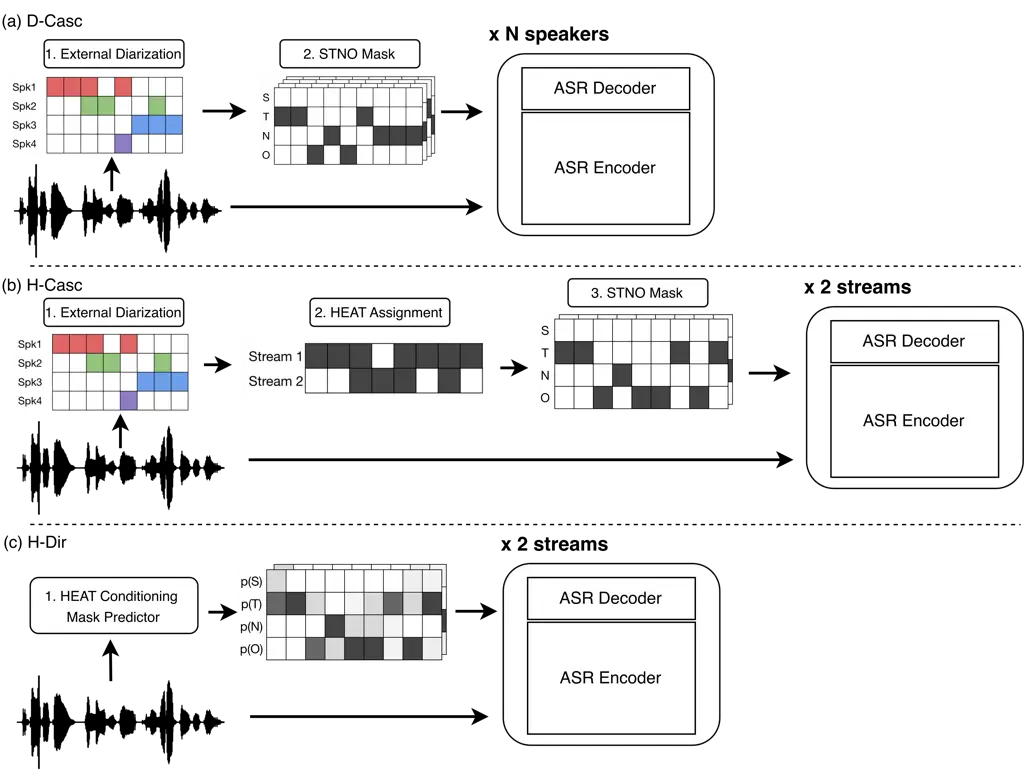 (a) D-Casc
1. External Diarization
2. STNO Mask
x N speakers
Spk1
Spk2
Spk3
Spk4
S
T
N
O
ASR Decoder
ASR Encoder
(b) H-Casc
1. External Diarization
2. HEAT Assignment
3. STNO Mask
x 2 streams
Spk1
Spk2
Spk3
Spk4
Stream 1
Stream 2
S
T
N
O
ASR Decoder
ASR Encoder
(c) H-Dir
x 2 streams
1. HEAT Conditioning
Mask Predictor
p(S)
p(T)
p(N)
p(O)
ASR Decoder
ASR Encoder